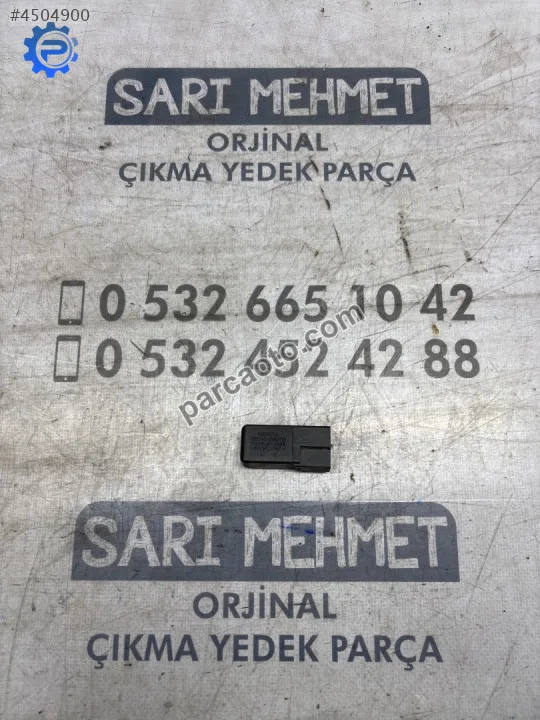 #4504900
SARI MEHMET
ORJİNAL
ÇIKMA YEDEK PARÇA
0 532 665 10 42
0 532 452 42 88
parcaoto.com
SARI MEHMET
ORJİNAL
ÇIKMA YEDEK PARÇA